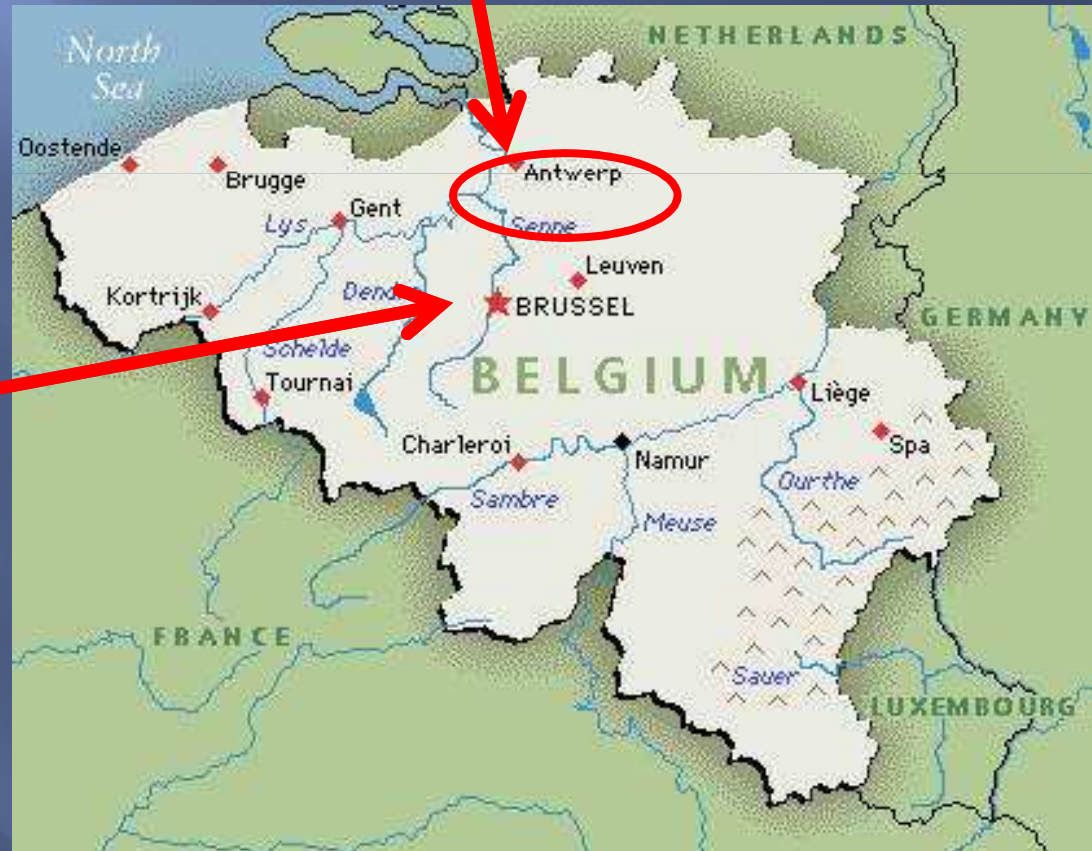 North
Sea
NETHERLANDS
Oostende
Brugge
Antwerp
Gent
Lys
Senne
Leuven
Kortrijk
Dendre
BRUSSEL
GERMANY
Schelde
BELGIUM
Tournai
Liège
Charleroi
Namur
Spa
Sambre
Ourthe
Meuse
FRANCE
Sauer
LUXEMBOURG